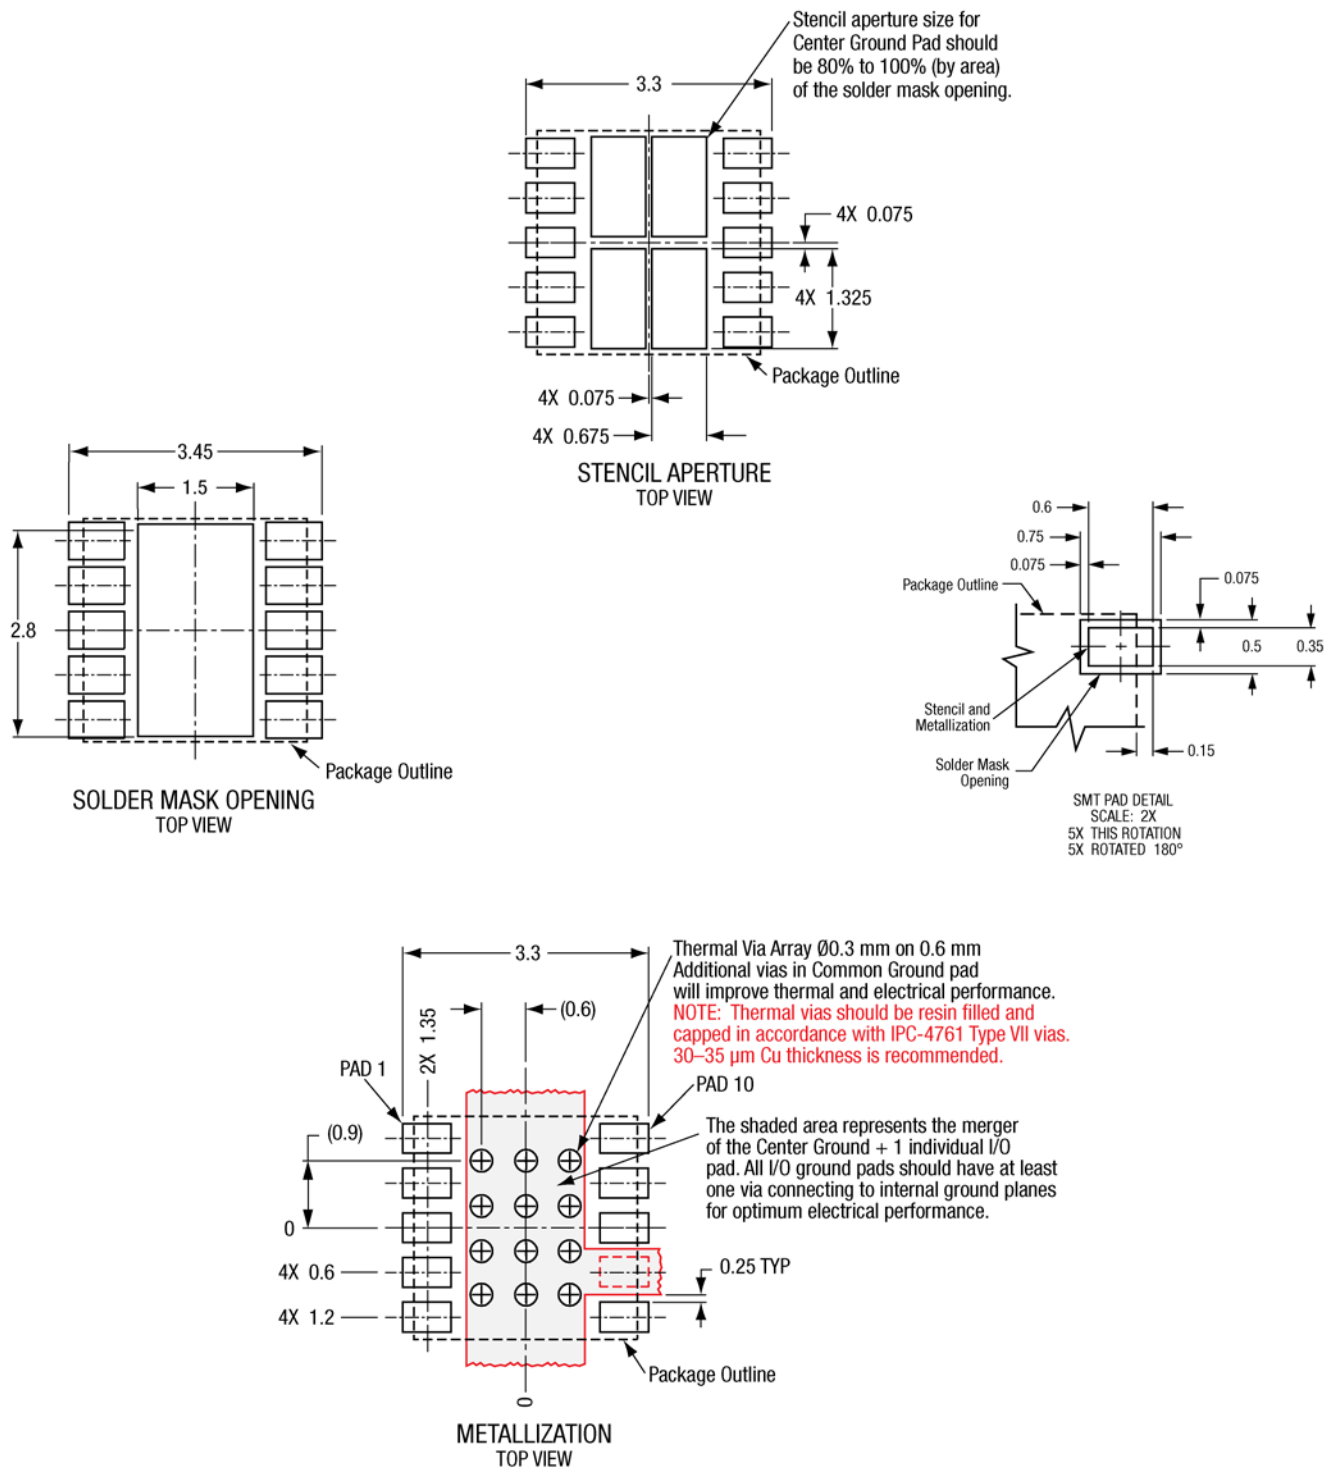 Stencil aperture size for
Center Ground Pad should
be 80% to 100% (by area)
of the solder mask opening.
3.3
4X 0.075
4X 1.325
Package Outline
4X 0.075
4X 0.675
STENCIL APERTURE
TOP VIEW
3.45
1.5
2.8
Package Outline
SOLDER MASK OPENING
TOP VIEW
0.6
0.75
0.075
Package Outline
0.075
0.5
0.35
Stencil and
Metallization
0.15
Solder Mask
Opening
SMT PAD DETAIL
SCALE: 2X
5X THIS ROTATION
5X ROTATED 180°
3.3
Thermal Via Array Ø0.3 mm on 0.6 mm
Additional vias in Common Ground pad
will improve thermal and electrical performance.
NOTE: Thermal vias should be resin filled and
capped in accordance with IPC-4761 Type VII vias.
30–35 µm Cu thickness is recommended.
(0.6)
2X 1.35
PAD 1
PAD 10
The shaded area represents the merger
of the Center Ground + 1 individual I/O
pad. All I/O ground pads should have at least
one via connecting to internal ground planes
for optimum electrical performance.
(0.9)
0
4X 0.6
0.25 TYP
4X 1.2
Package Outline
0
METALLIZATION
TOP VIEW